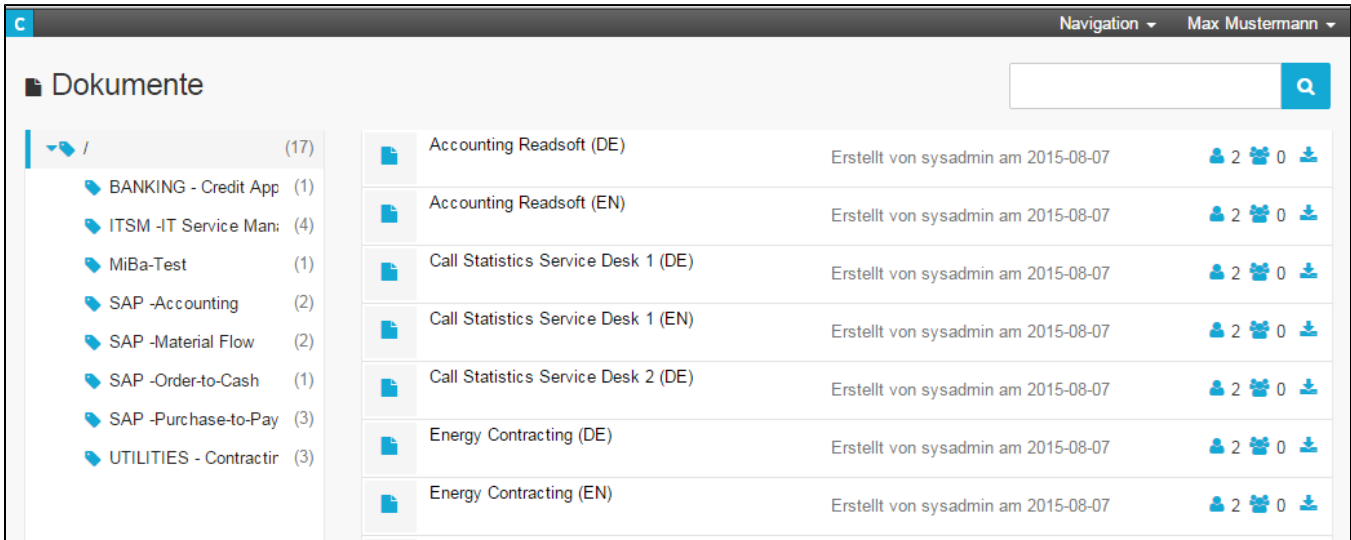 C Navigation Max Mustermann
Dokumente
/ (17)
BANKING - Credit App (1)
ITSM -IT Service Mana (4)
MiBa-Test (1)
SAP -Accounting (2)
SAP -Material Flow (2)
SAP -Order-to-Cash (1)
SAP -Purchase-to-Pay (3)
UTILITIES - Contractin (3)
Accounting Readsoft (DE) Erstellt von sysadmin am 2015-08-07 2 0
Accounting Readsoft (EN) Erstellt von sysadmin am 2015-08-07 2 0
Call Statistics Service Desk 1 (DE) Erstellt von sysadmin am 2015-08-07 2 0
Call Statistics Service Desk 1 (EN) Erstellt von sysadmin am 2015-08-07 2 0
Call Statistics Service Desk 2 (DE) Erstellt von sysadmin am 2015-08-07 2 0
Energy Contracting (DE) Erstellt von sysadmin am 2015-08-07 2 0
Energy Contracting (EN) Erstellt von sysadmin am 2015-08-07 2 0